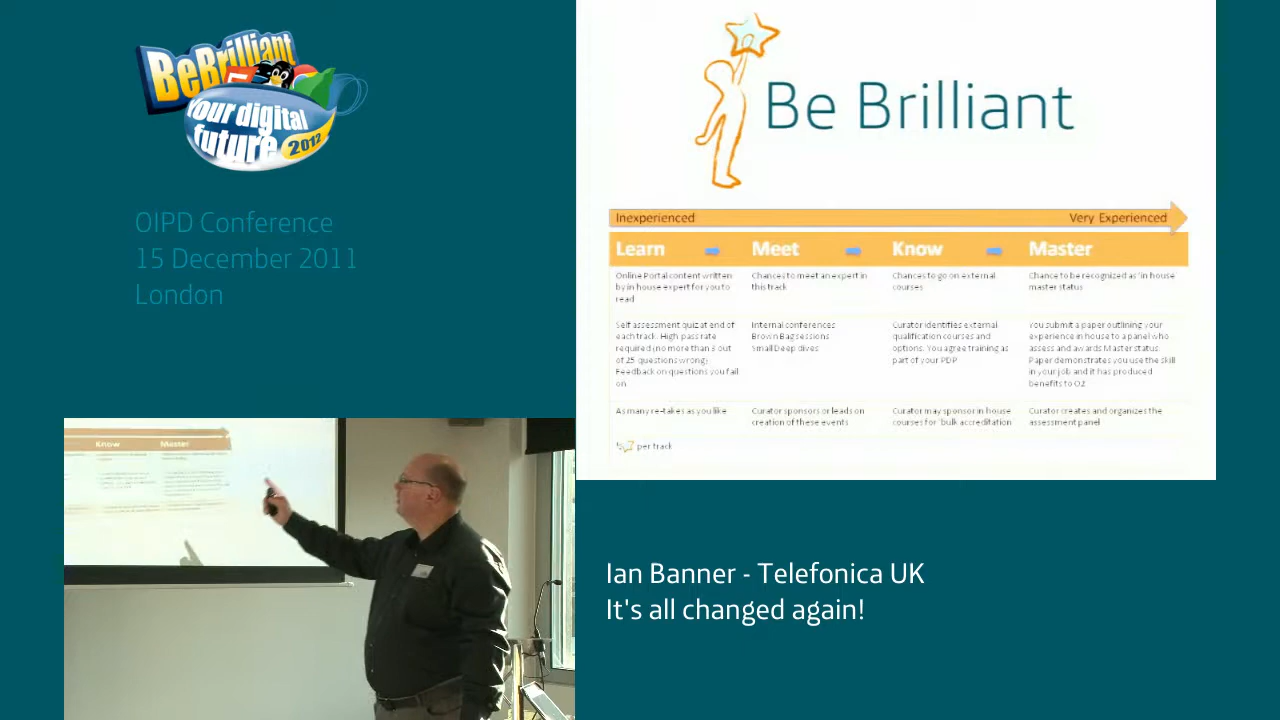 BeBrilliant
Your digital
future
2012
OIPD Conference
15 December 2011
London
Be Brilliant
Inexperienced
Very Experienced
Learn
Meet
Know
Master
Online Portal content written
by in house expert for you to
read
Chances to meet an expert in
this track
Chances to go on external
courses
Chance to be recognized as 'in house'
master status
Self assessment quiz at end of
each track. High pass rate
required (no more than 3 out
of 25 questions wrong)
Feedback on questions you fail
on
Internal conferences
Brown Bag sessions
Small Deep dives
Curator identifies external
qualification courses and
options. You agree training as
part of your PDP
You submit a paper outlining your
experience in house to a panel who
assess and awards Master status.
Paper demonstrates you use the skill
in your job and it has produced
benefits to O2
As many re-takes as you like
Curator sponsors or leads on
creation of these events
Curator may sponsor in house
courses for 'bulk accreditation
Curator creates and organizes the
assessment panel
per track
Know
Master
Ian Banner - Telefonica UK
It's all changed again!